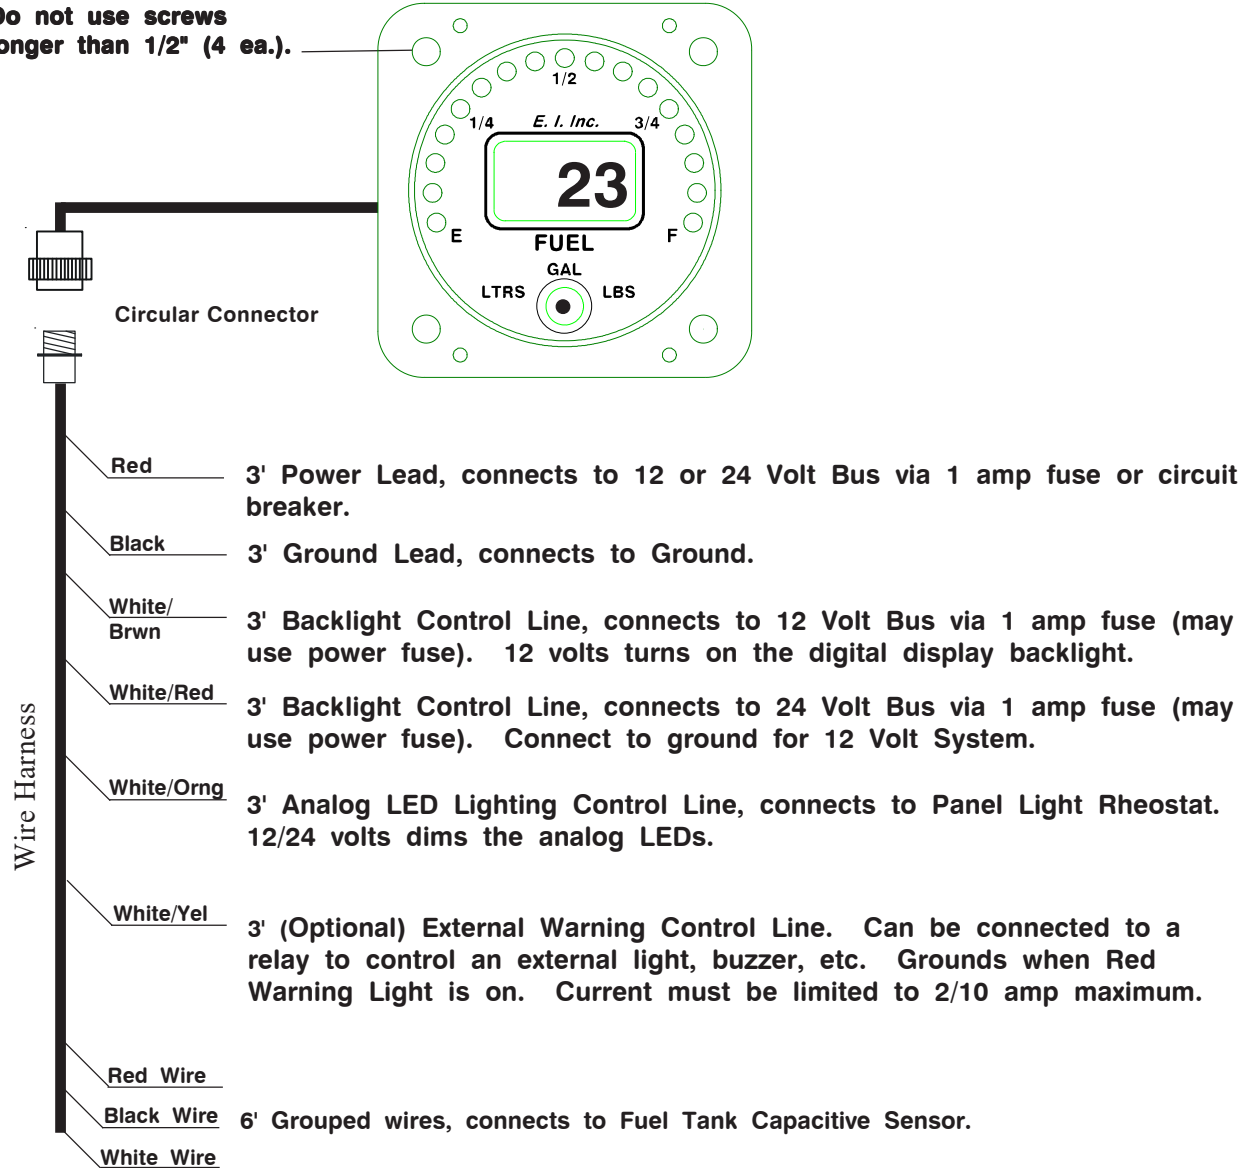 Do not use screws
onger than 1/2" (4 ea.).
1/2
1/4 E. I. Inc. 3/4
23
E FUEL F
GAL
LTRS LBS
Circular Connector
Red
3' Power Lead, connects to 12 or 24 Volt Bus via 1 amp fuse or circuit
breaker.
Black
3' Ground Lead, connects to Ground.
White/
Brwn
3' Backlight Control Line, connects to 12 Volt Bus via 1 amp fuse (may
use power fuse). 12 volts turns on the digital display backlight.
White/Red
3' Backlight Control Line, connects to 24 Volt Bus via 1 amp fuse (may
use power fuse). Connect to ground for 12 Volt System.
Wire Harness
White/Orng
3' Analog LED Lighting Control Line, connects to Panel Light Rheostat.
12/24 volts dims the analog LEDs.
White/Yel
3' (Optional) External Warning Control Line. Can be connected to a
relay to control an external light, buzzer, etc. Grounds when Red
Warning Light is on. Current must be limited to 2/10 amp maximum.
Red Wire
Black Wire
6' Grouped wires, connects to Fuel Tank Capacitive Sensor.
White Wire